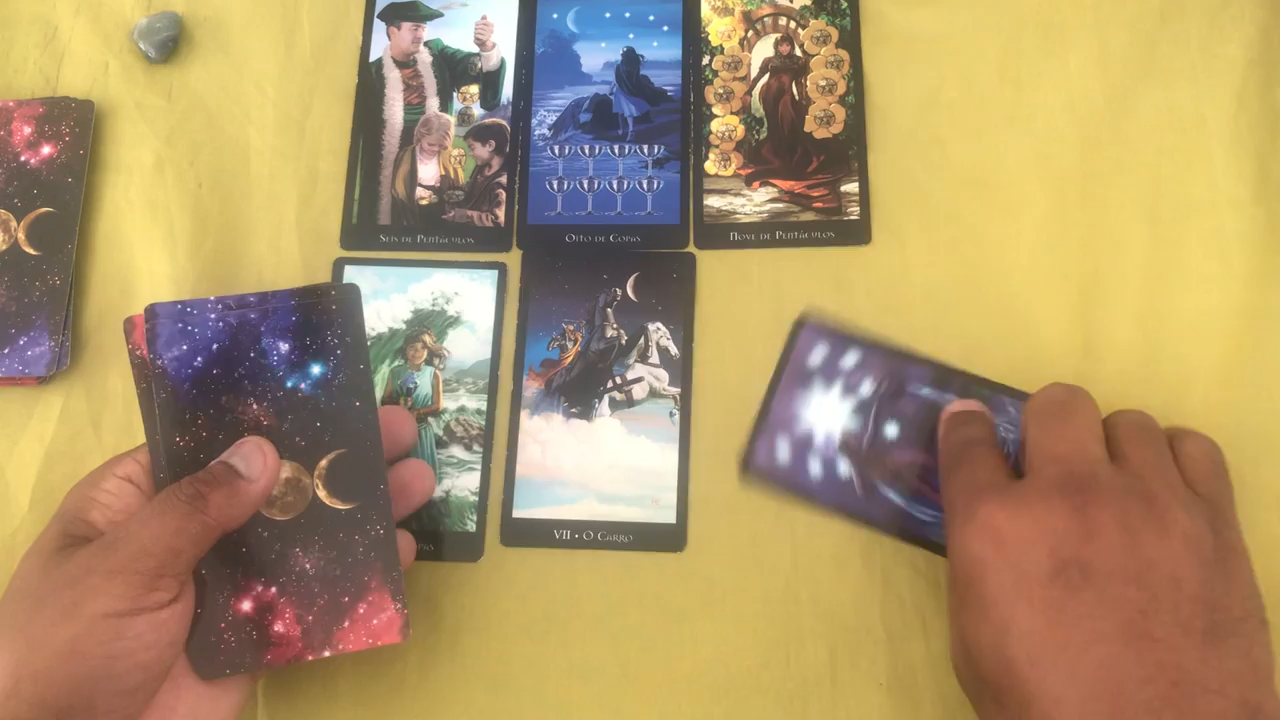 Seis de Pentáculos
Oito de Copas
Nove de Pentáculos
VII • O Carro